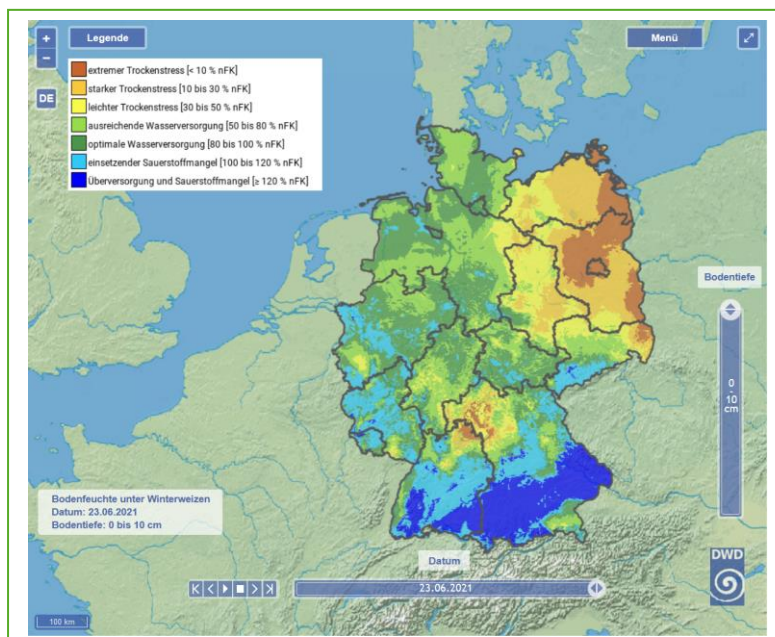 +
−
DE
Legende
Menü
extremer Trockenstress [< 10 % nFK]
starker Trockenstress [10 bis 30 % nFK]
leichter Trockenstress [30 bis 50 % nFK]
ausreichende Wasserversorgung [50 bis 80 % nFK]
optimale Wasserversorgung [80 bis 100 % nFK]
einsetzender Sauerstoffmangel [100 bis 120 % nFK]
Überversorgung und Sauerstoffmangel [≥ 120 % nFK]
Bodentiefe
0
-
10
cm
Bodenfeuchte unter Winterweizen
Datum: 23.06.2021
Bodentiefe: 0 bis 10 cm
Datum
23.06.2021
DWD
100 km